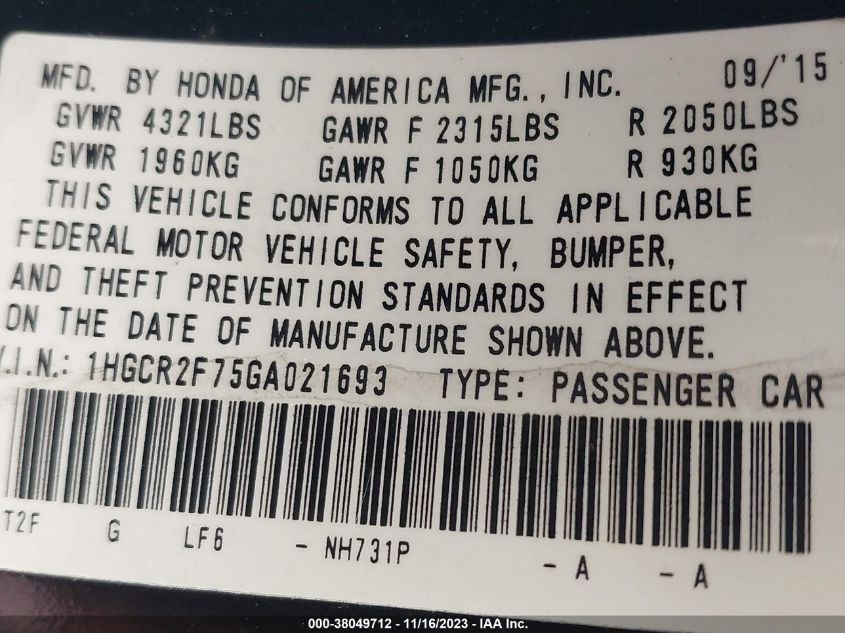 MFD. BY HONDA OF AMERICA MFG., INC. 09/'15
GVWR 4321LBS GAWR F 2315LBS R 2050LBS
GVWR 1960KG GAWR F 1050KG R 930KG
THIS VEHICLE CONFORMS TO ALL APPLICABLE
FEDERAL MOTOR VEHICLE SAFETY, BUMPER,
AND THEFT PREVENTION STANDARDS IN EFFECT
ON THE DATE OF MANUFACTURE SHOWN ABOVE.
V.I.N.: 1HGCR2F75GA021693 TYPE: PASSENGER CAR
T2F G LF6 - NH731P - A - A
000-38049712 - 11/16/2023 - IAA Inc.